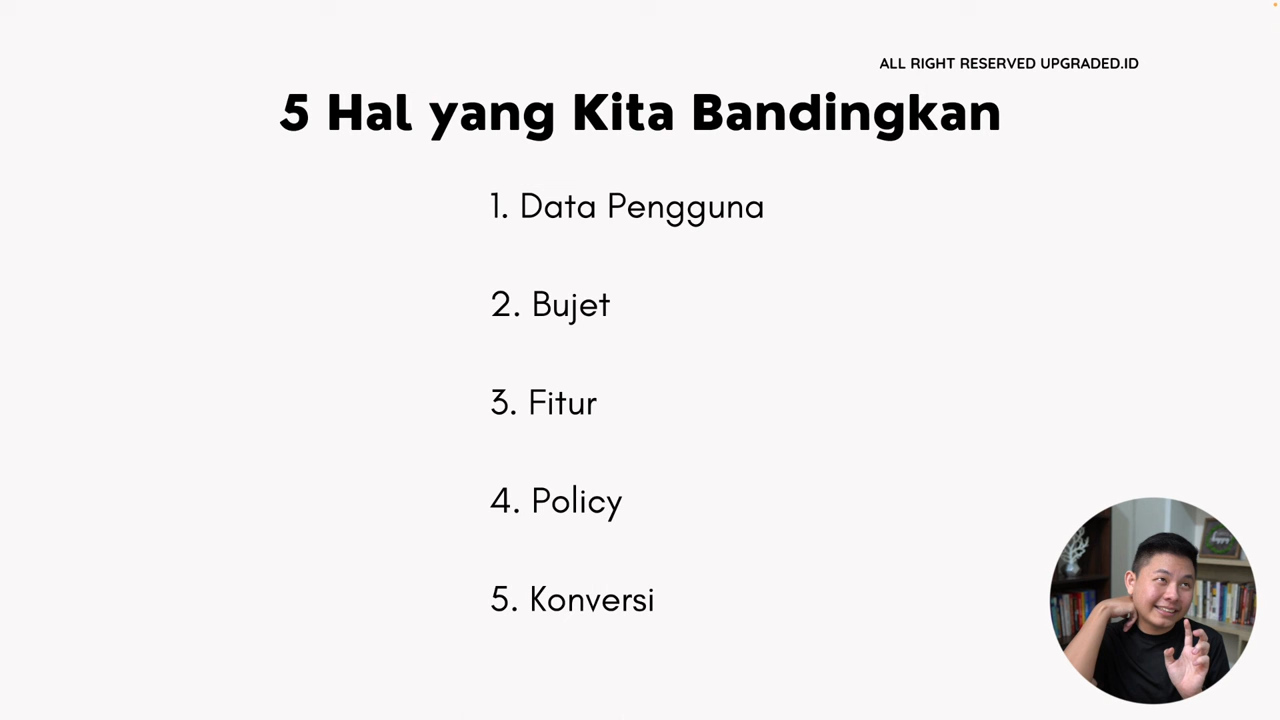 ALL RIGHT RESERVED UPGRADED.ID
5 Hal yang Kita Bandingkan
1. Data Pengguna
2. Bujet
3. Fitur
4. Policy
5. Konversi